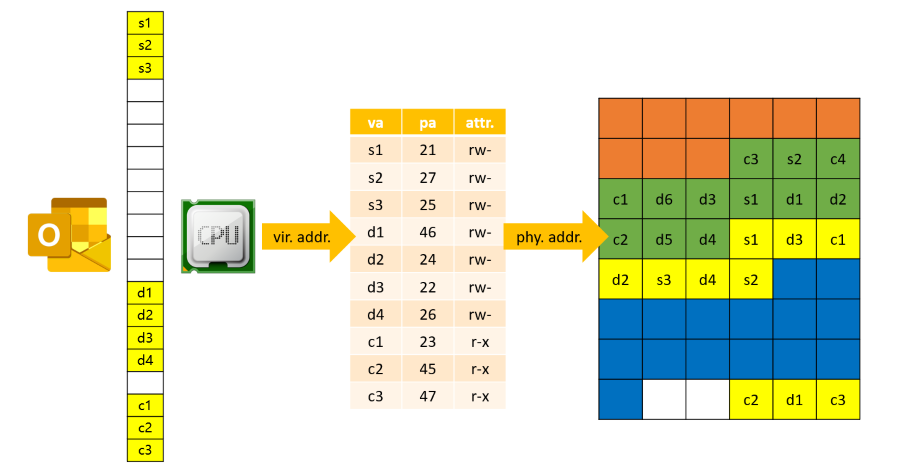 s1
s2
s3
d1
d2
d3
d4
c1
c2
c3
O
CPU
vir. addr.
va pa attr.
s1 21 rw-
s2 27 rw-
s3 25 rw-
d1 46 rw-
d2 24 rw-
d3 22 rw-
d4 26 rw-
c1 23 r-x
c2 45 r-x
c3 47 r-x
phy. addr.
c3 s2 c4
c1 d6 d3 s1 d1 d2
c2 d5 d4 s1 d3 c1
d2 s3 d4 s2
c2 d1 c3